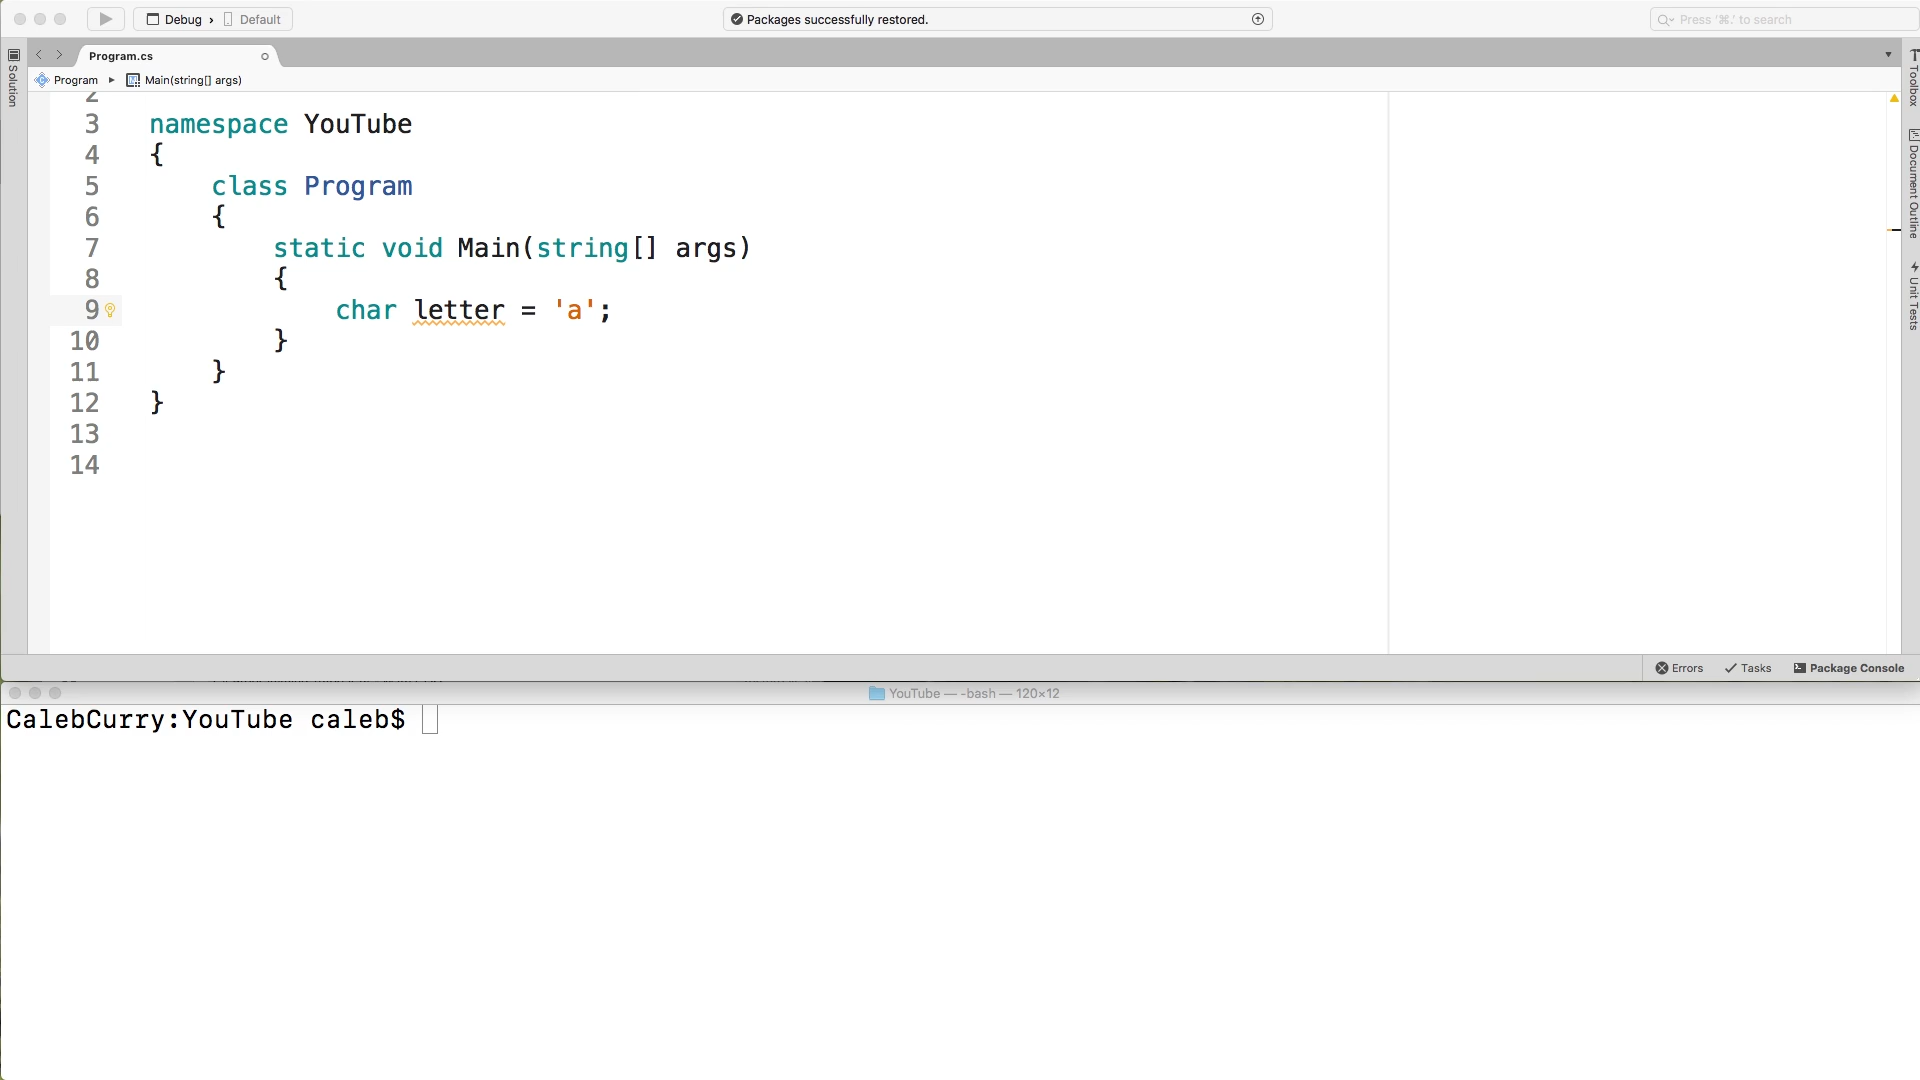 Debug › Default
Packages successfully restored.
Press '⌘.' to search
Program.cs
Program ▸ Main(string[] args)
Solution
Toolbox
Document Outline
Unit Tests
2
3 namespace YouTube
4 {
5 class Program
6 {
7 static void Main(string[] args)
8 {
9 char letter = 'a';
10 }
11 }
12 }
13
14
Errors Tasks Package Console
YouTube — -bash — 120×12
CalebCurry:YouTube caleb$